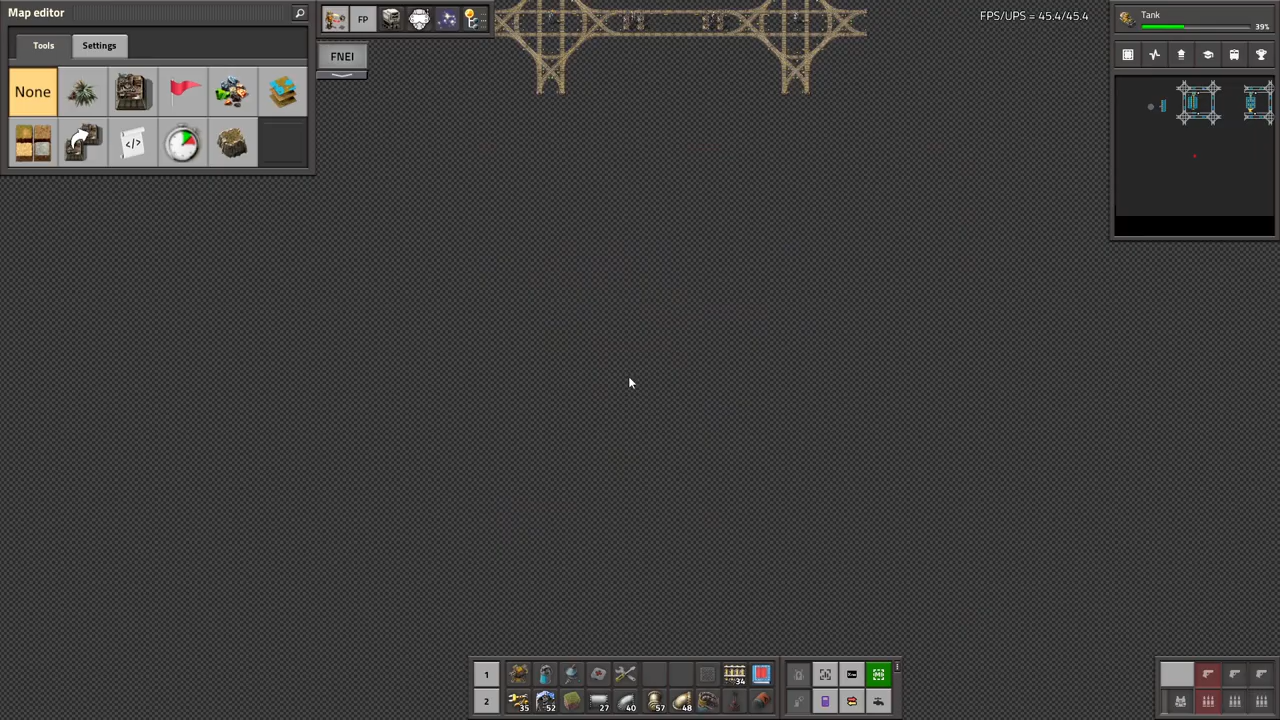 Map editor
FP
FPS/UPS = 45.4/45.4
Tank
39%
Tools
Settings
FNEI
None
</>
1
34
2
35
52
27
40
57
48